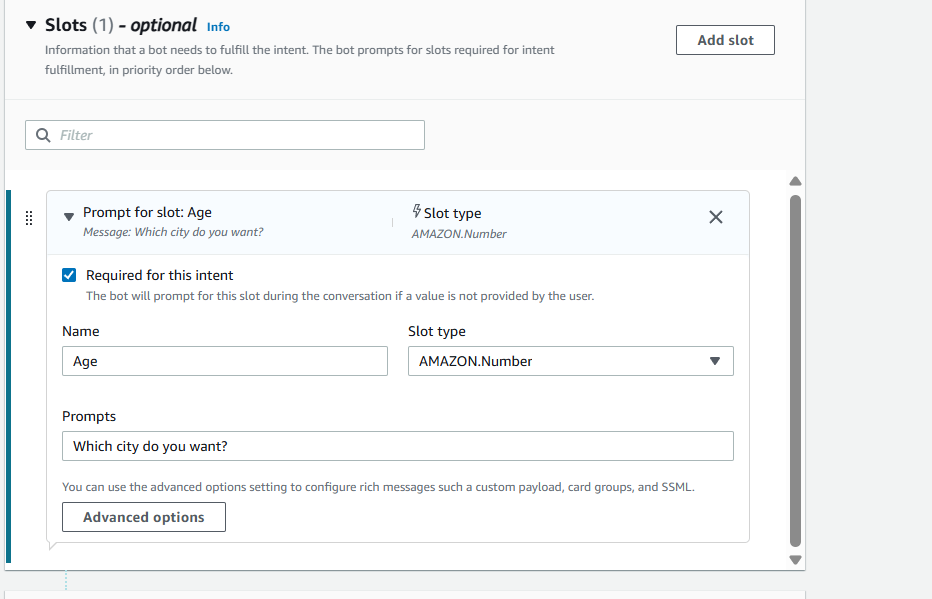 Slots (1) - optional Info
Information that a bot needs to fulfill the intent. The bot prompts for slots required for intent
fulfillment, in priority order below.
Add slot
Filter
Prompt for slot: Age
Message: Which city do you want?
Slot type
AMAZON.Number
Required for this intent
The bot will prompt for this slot during the conversation if a value is not provided by the user.
Name
Age
Slot type
AMAZON.Number
Prompts
Which city do you want?
You can use the advanced options setting to configure rich messages such a custom payload, card groups, and SSML.
Advanced options